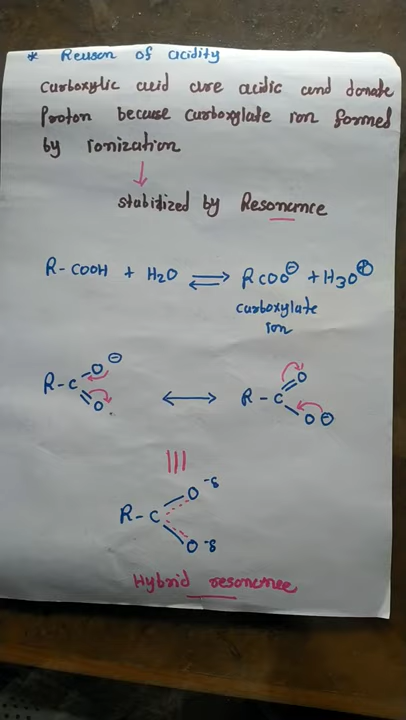 * Reason of acidity
Carboxylic acid are acidic and donate
Proton because carboxylate ion formed
by ionization
↓
stabilized by Resonance
R-COOH + H₂O ⇌ RCOO⊖ + H₃O⊕
carboxylate
ion
R-C O⊖ O ↔ R-C O O⊖
|||
R-C O -δ O -δ
Hybrid resonance